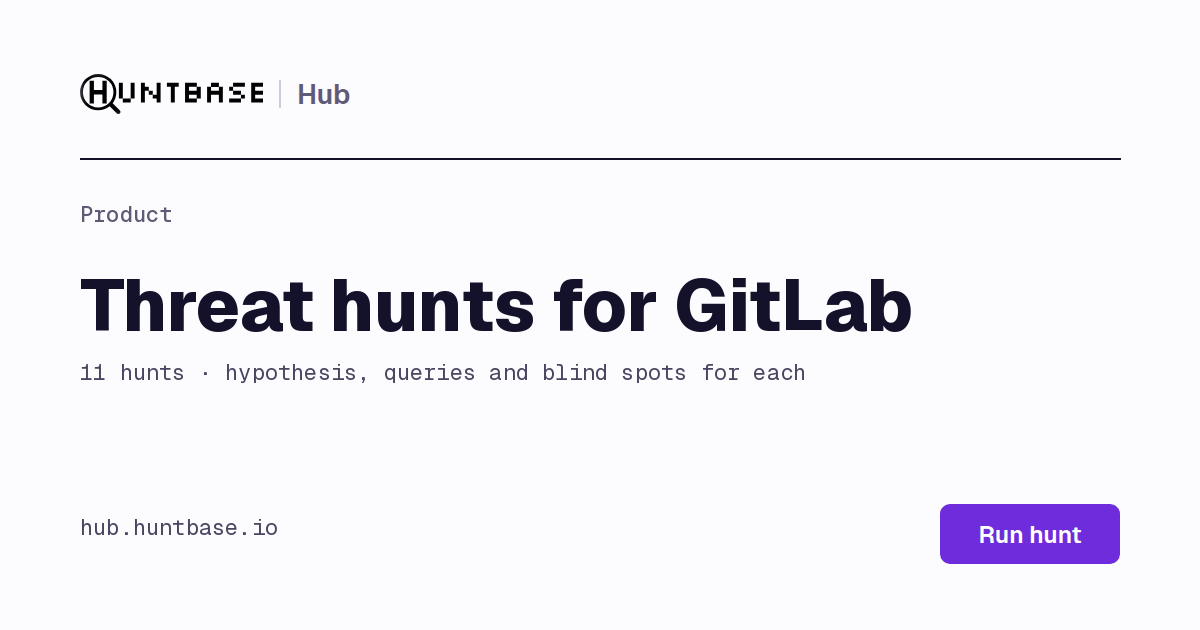 HUNTBASE Hub
Product
Threat hunts for GitLab
11 hunts · hypothesis, queries and blind spots for each
hub.huntbase.io
Run hunt